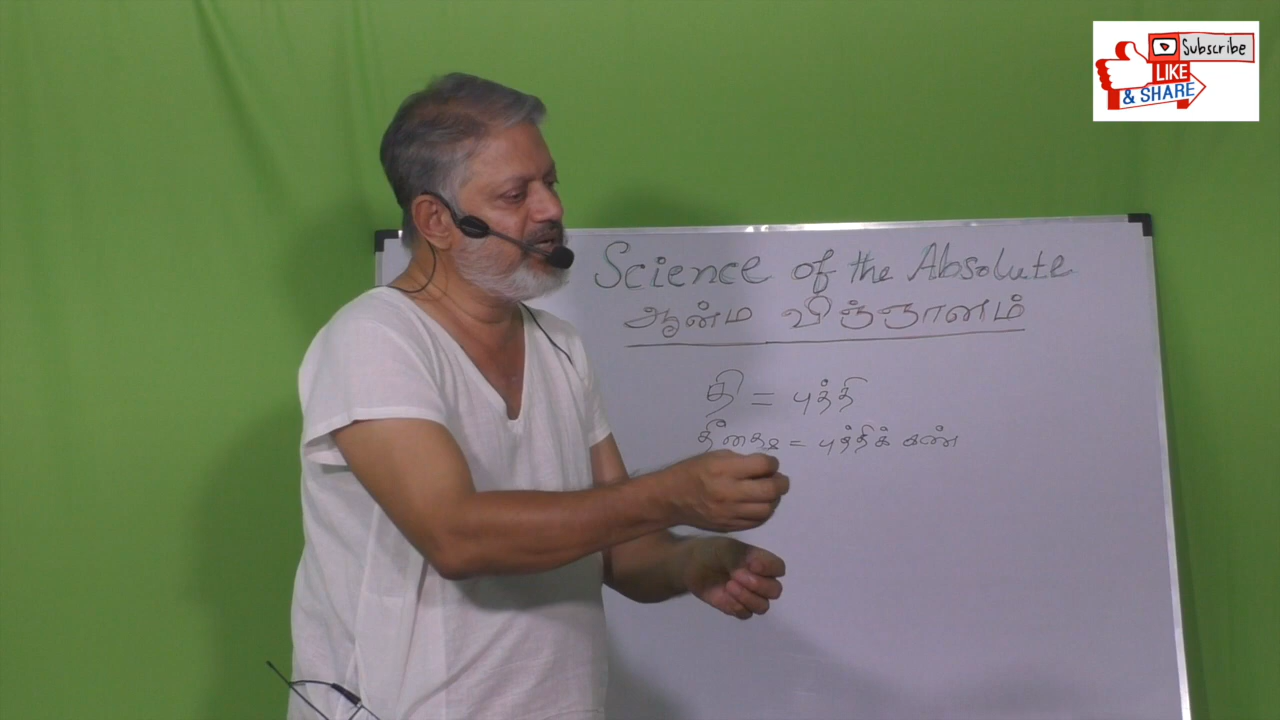 Subscribe
LIKE
& SHARE
Science of the Absolute
ஆன்ம விஞ்ஞானம்
தி = புத்தி
= புத்திக் கண்